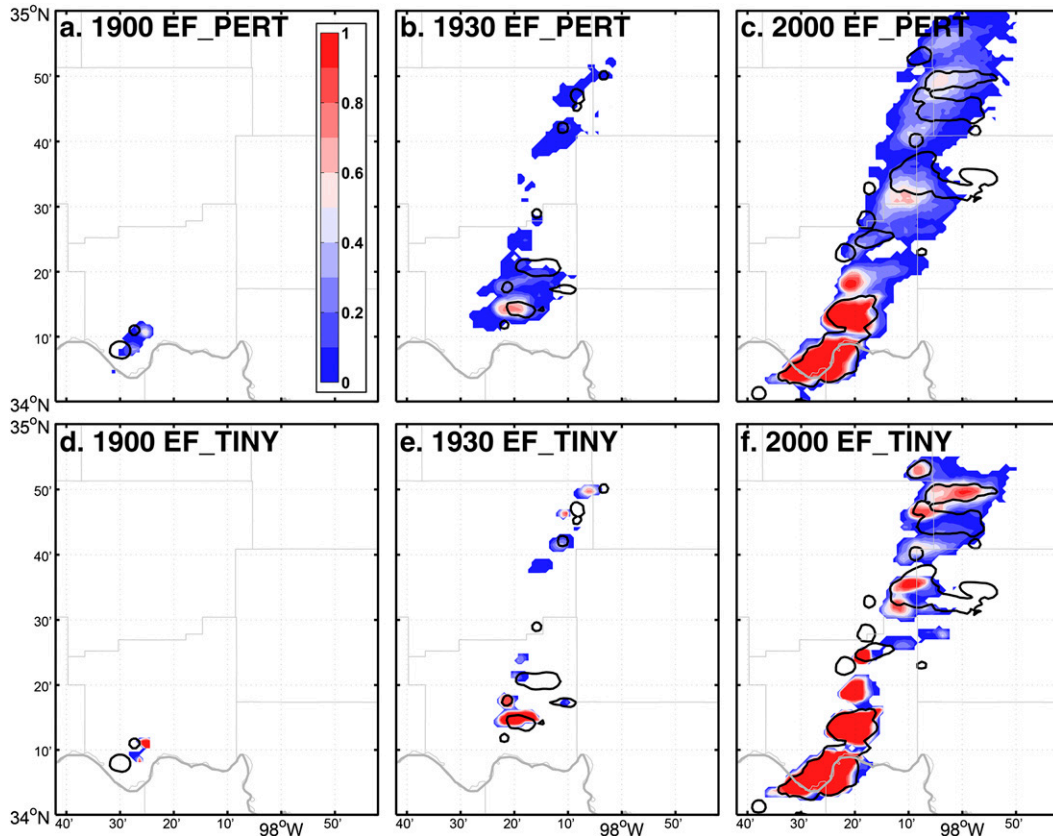 35°N
a. 1900 EF_PERT
b. 1930 EF_PERT
c. 2000 EF_PERT
1
0.8
0.6
0.4
0.2
0
50'
40'
30'
20'
10'
34°N
35°N
d. 1900 EF_TINY
e. 1930 EF_TINY
f. 2000 EF_TINY
50'
40'
30'
20'
10'
34°N
40' 30' 20' 10' 98°W 50'
40' 30' 20' 10' 98°W 50'
40' 30' 20' 10' 98°W 50'